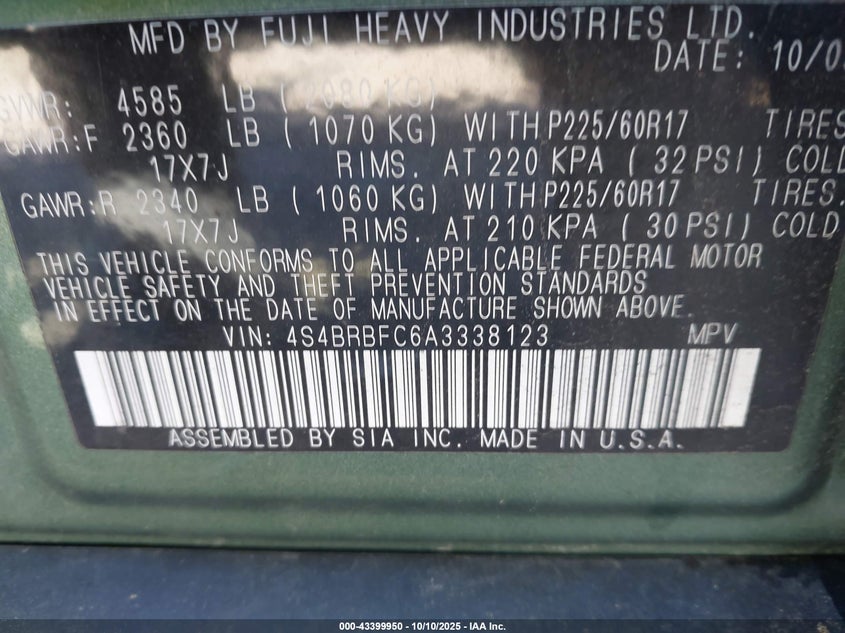 MFD BY FUJI HEAVY INDUSTRIES LTD.
DATE: 10/0
GVWR: 4585 LB ( 2080 KG)
GAWR:F 2360 LB ( 1070 KG) WITH P225/60R17 TIRES
17X7J RIMS. AT 220 KPA ( 32 PSI) COLD
GAWR:R 2340 LB ( 1060 KG) WITH P225/60R17 TIRES.
17X7J RIMS. AT 210 KPA ( 30 PSI) COLD
THIS VEHICLE CONFORMS TO ALL APPLICABLE FEDERAL MOTOR
VEHICLE SAFETY AND THEFT PREVENTION STANDARDS
IN EFFECT ON THE DATE OF MANUFACTURE SHOWN ABOVE.
VIN: 4S4BRBFC6A3338123 MPV
ASSEMBLED BY SIA INC. MADE IN U.S.A.
000-43399950 - 10/10/2025 - IAA Inc.